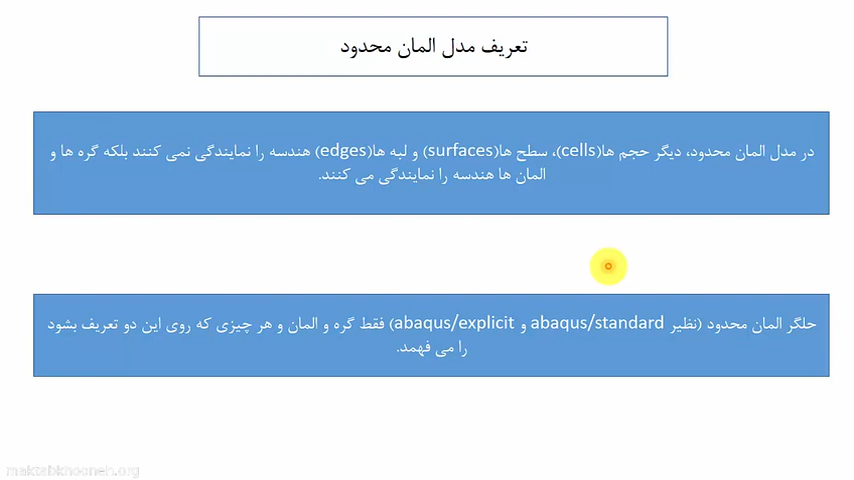 تعریف مدل المان محدود
در مدل المان محدود، دیگر حجم ها(cells)، سطح ها(surfaces) و لبه ها(edges) هندسه را نمایندگی نمی کنند بلکه گره ها و
المان ها هندسه را نمایندگی می کنند.
حلگر المان محدود (نظیر abaqus/standard و abaqus/explicit) فقط گره و المان و هر چیزی که روی این دو تعریف بشود
را می فهمد.
maktabkhooneh.org